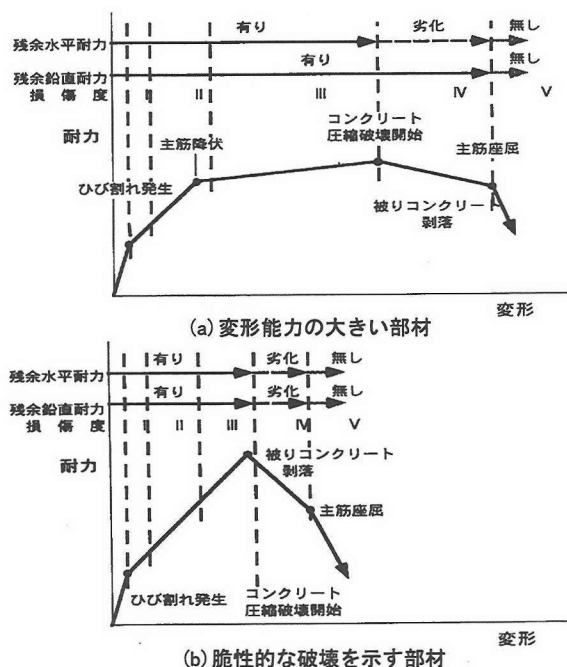 有り 劣化 無し
残余水平耐力
有り 無し
残余鉛直耐力
損傷度 Ⅰ Ⅱ Ⅲ Ⅳ Ⅴ
コンクリート
圧縮破壊開始
耐力
主筋降伏
主筋座屈
ひび割れ発生
被りコンクリート
剥落
変形
(a)変形能力の大きい部材
有り 劣化 無し
残余水平耐力
有り 劣化 無し
残余鉛直耐力
損傷度 Ⅰ Ⅱ Ⅲ Ⅳ Ⅴ
被りコンクリート
剥落
耐力
主筋座屈
ひび割れ発生
コンクリート
圧縮破壊開始
変形
(b)脆性的な破壊を示す部材